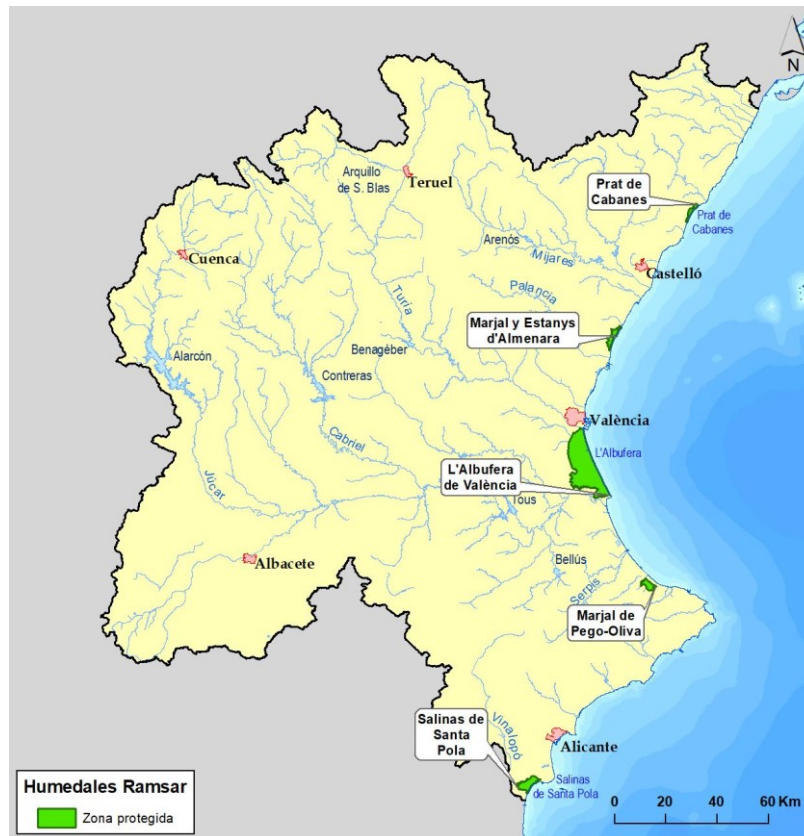 N
Prat de
Cabanes
Prat de
Cabanes
Arquillo
de S. Blas
Teruel
Arenós
Mijares
Castelló
Cuenca
Palancia
Turia
Marjal y Estanys
d'Almenara
Alarcón
Benagéber
Contreras
València
Cabriel
L'Albufera
L'Albufera
de València
Júcar
Tous
Albacete
Bellús
Serpis
Marjal de
Pego-Oliva
Salinas de
Santa
Pola
Vinalopó
Alicante
Salinas
de Santa Pola
Humedales Ramsar
Zona protegida
0 20 40 60 Km